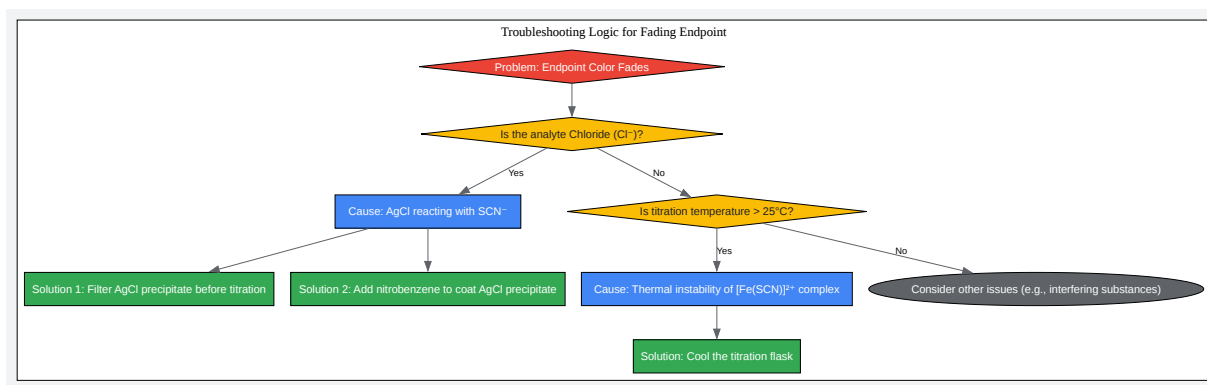 Troubleshooting Logic for Fading Endpoint
Problem: Endpoint Color Fades
Is the analyte Chloride (Cl⁻)?
Yes
No
Cause: AgCl reacting with SCN⁻
Is titration temperature > 25°C?
Yes
No
Solution 1: Filter AgCl precipitate before titration
Solution 2: Add nitrobenzene to coat AgCl precipitate
Cause: Thermal instability of [Fe(SCN)]²⁺ complex
Consider other issues (e.g., interfering substances)
Solution: Cool the titration flask